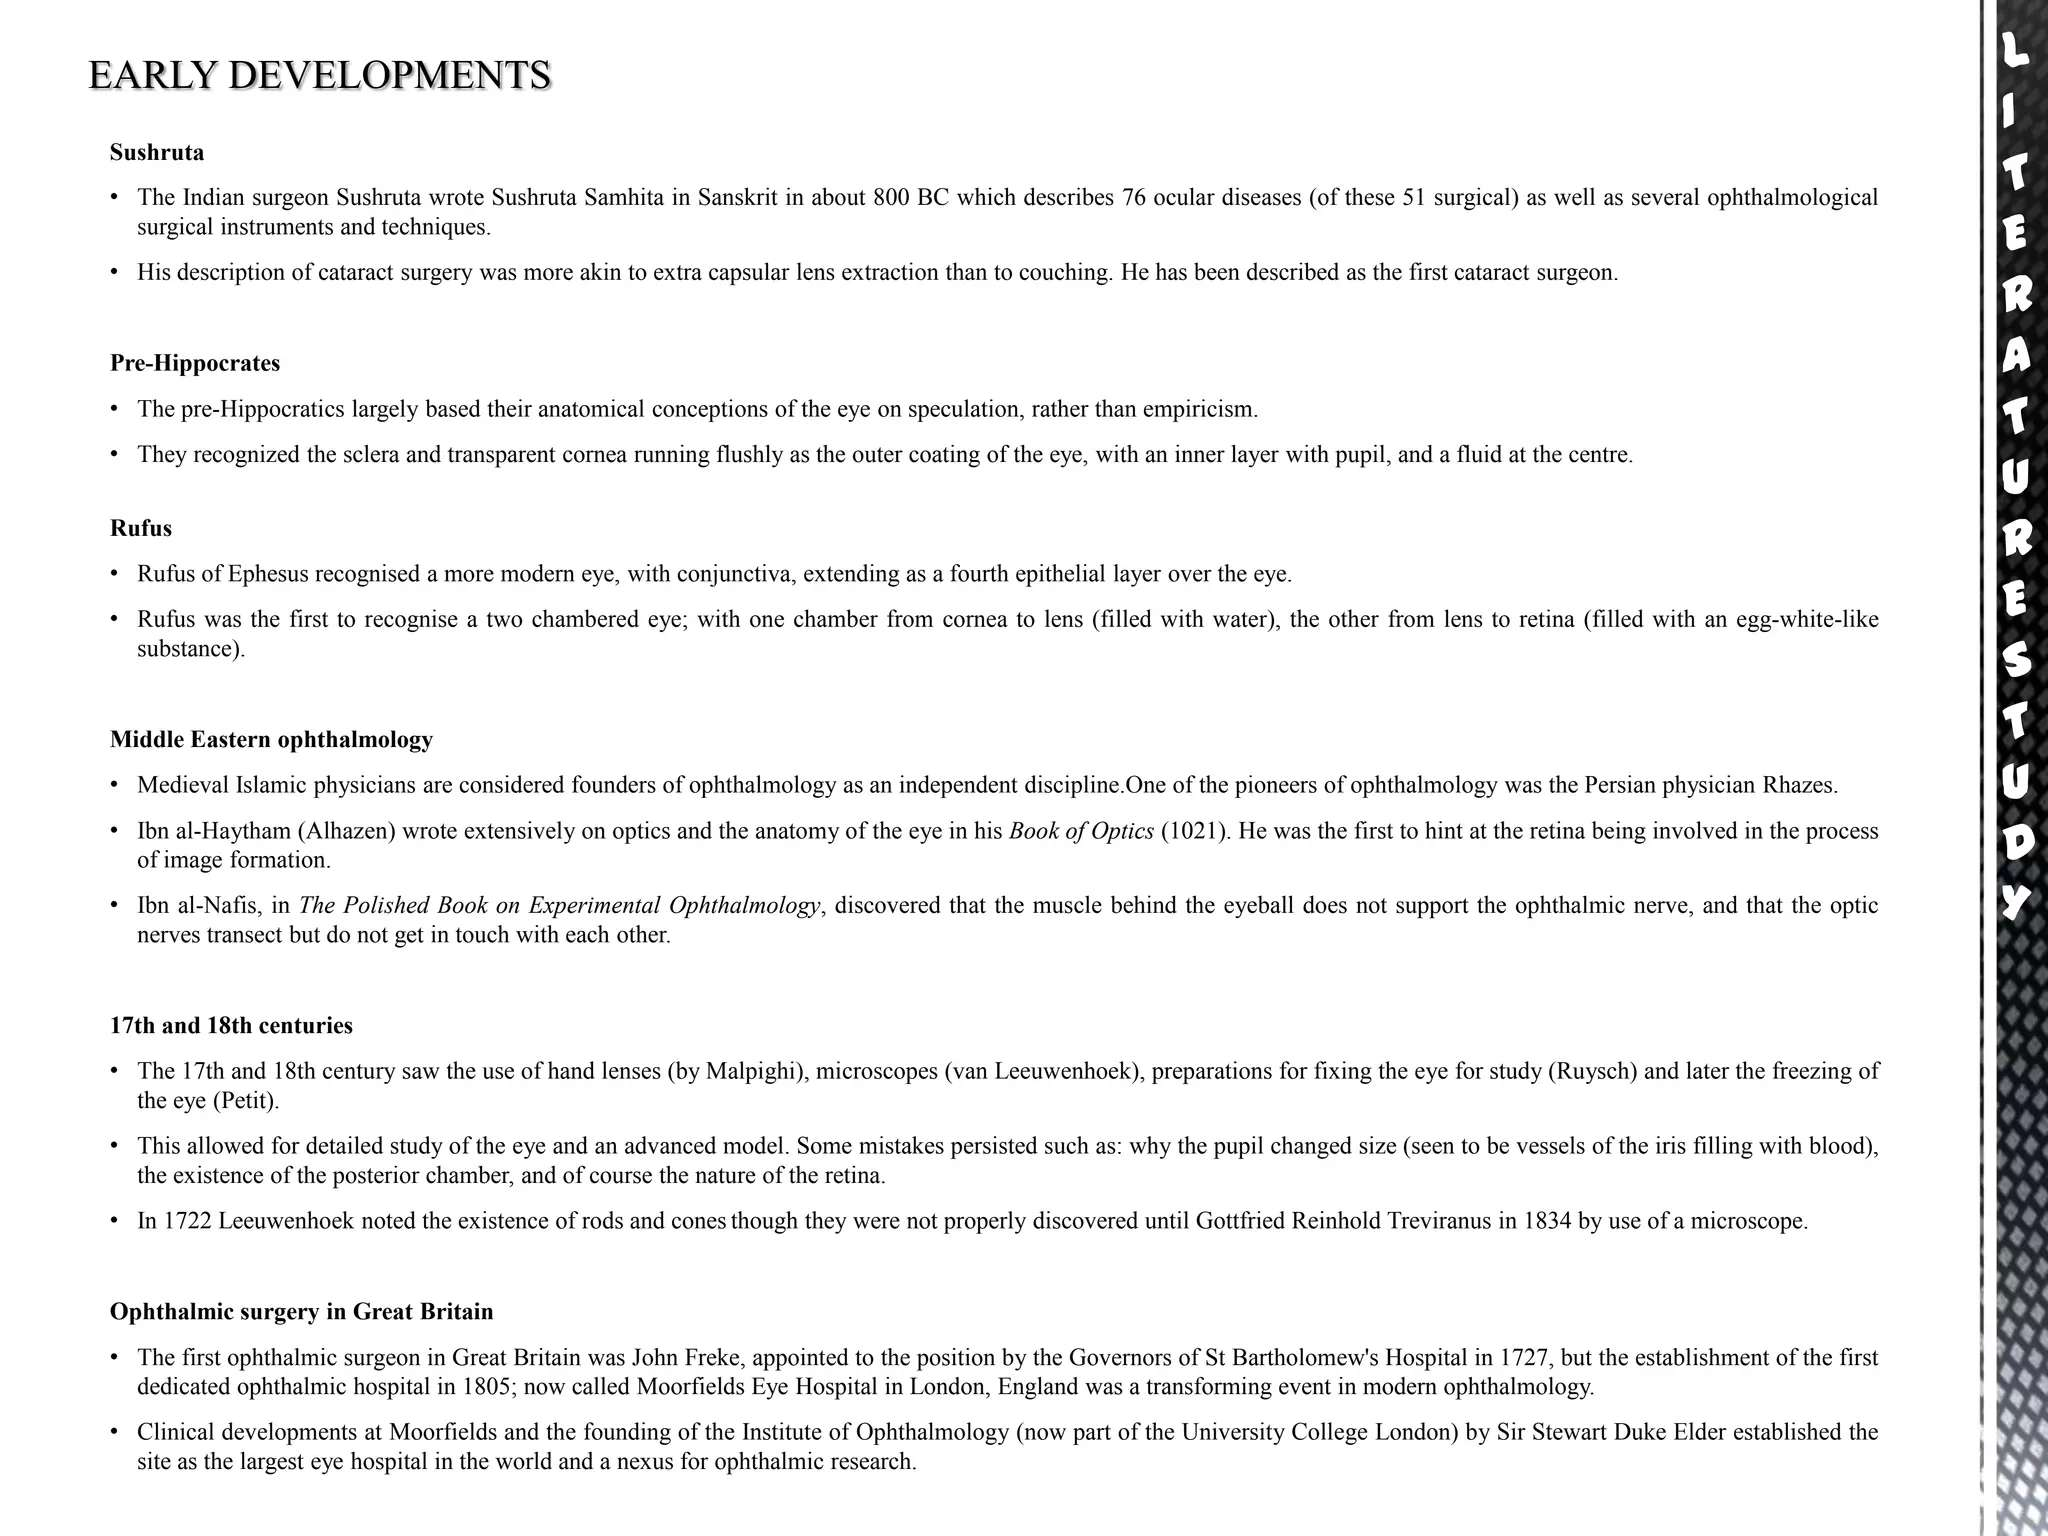 EARLY DEVELOPMENTS
Sushruta
• The Indian surgeon Sushruta wrote Sushruta Samhita in Sanskrit in about 800 BC which describes 76 ocular diseases (of these 51 surgical) as well as several ophthalmological
surgical instruments and techniques.
• His description of cataract surgery was more akin to extra capsular lens extraction than to couching. He has been described as the first cataract surgeon.
Pre-Hippocrates
• The pre-Hippocratics largely based their anatomical conceptions of the eye on speculation, rather than empiricism.
• They recognized the sclera and transparent cornea running flushly as the outer coating of the eye, with an inner layer with pupil, and a fluid at the centre.
Rufus
• Rufus of Ephesus recognised a more modern eye, with conjunctiva, extending as a fourth epithelial layer over the eye.
• Rufus was the first to recognise a two chambered eye; with one chamber from cornea to lens (filled with water), the other from lens to retina (filled with an egg-white-like
substance).
Middle Eastern ophthalmology
• Medieval Islamic physicians are considered founders of ophthalmology as an independent discipline.One of the pioneers of ophthalmology was the Persian physician Rhazes.
• Ibn al-Haytham (Alhazen) wrote extensively on optics and the anatomy of the eye in his Book of Optics (1021). He was the first to hint at the retina being involved in the process
of image formation.
• Ibn al-Nafis, in The Polished Book on Experimental Ophthalmology, discovered that the muscle behind the eyeball does not support the ophthalmic nerve, and that the optic
nerves transect but do not get in touch with each other.
17th and 18th centuries
• The 17th and 18th century saw the use of hand lenses (by Malpighi), microscopes (van Leeuwenhoek), preparations for fixing the eye for study (Ruysch) and later the freezing of
the eye (Petit).
• This allowed for detailed study of the eye and an advanced model. Some mistakes persisted such as: why the pupil changed size (seen to be vessels of the iris filling with blood),
the existence of the posterior chamber, and of course the nature of the retina.
• In 1722 Leeuwenhoek noted the existence of rods and cones though they were not properly discovered until Gottfried Reinhold Treviranus in 1834 by use of a microscope.
Ophthalmic surgery in Great Britain
• The first ophthalmic surgeon in Great Britain was John Freke, appointed to the position by the Governors of St Bartholomew's Hospital in 1727, but the establishment of the first
dedicated ophthalmic hospital in 1805; now called Moorfields Eye Hospital in London, England was a transforming event in modern ophthalmology.
• Clinical developments at Moorfields and the founding of the Institute of Ophthalmology (now part of the University College London) by Sir Stewart Duke Elder established the
site as the largest eye hospital in the world and a nexus for ophthalmic research.
LITERATURE STUDY